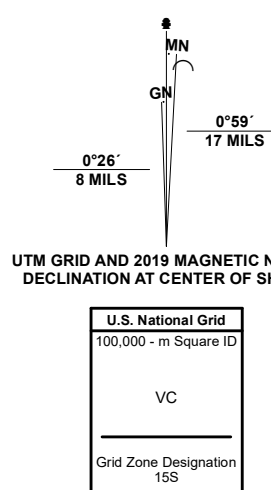 MN
GN
0°59´
17 MILS
0°26´
8 MILS
UTM GRID AND 2019 MAGNETIC N
DECLINATION AT CENTER OF SH
U.S. National Grid
100,000 - m Square ID
VC
Grid Zone Designation
15S